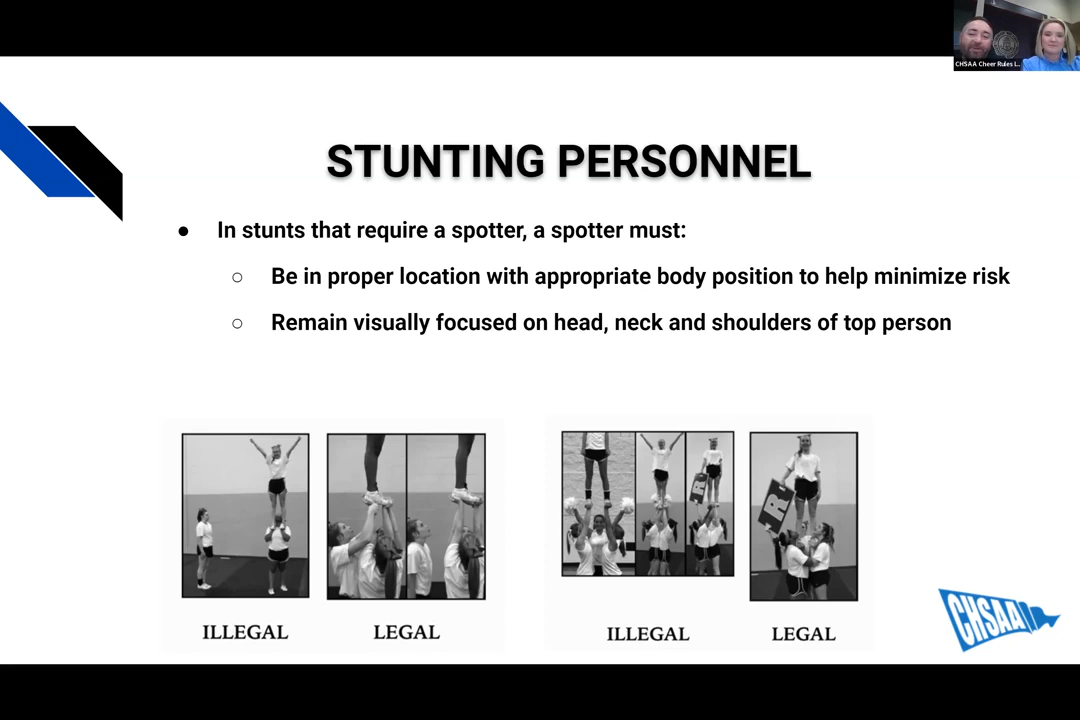 CHSAA Cheer Rules I...
STUNTING PERSONNEL
● In stunts that require a spotter, a spotter must:
○ Be in proper location with appropriate body position to help minimize risk
○ Remain visually focused on head, neck and shoulders of top person
R
R
ILLEGAL
LEGAL
ILLEGAL
LEGAL
CHSAA